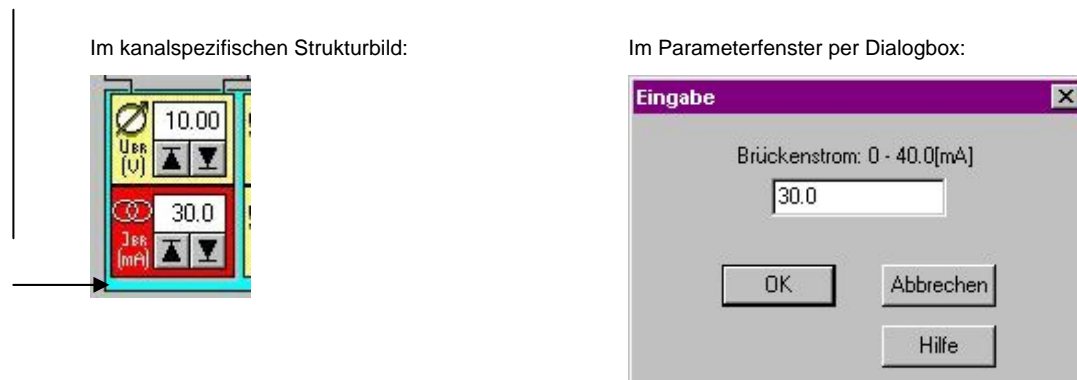 Im kanalspezifischen Strukturbild:
10.00
UBR
(V)
30.0
IBR
(mA)
Im Parameterfenster per Dialogbox:
Eingabe
Brückenstrom: 0 - 40.0[mA]
30.0
OK
Abbrechen
Hilfe